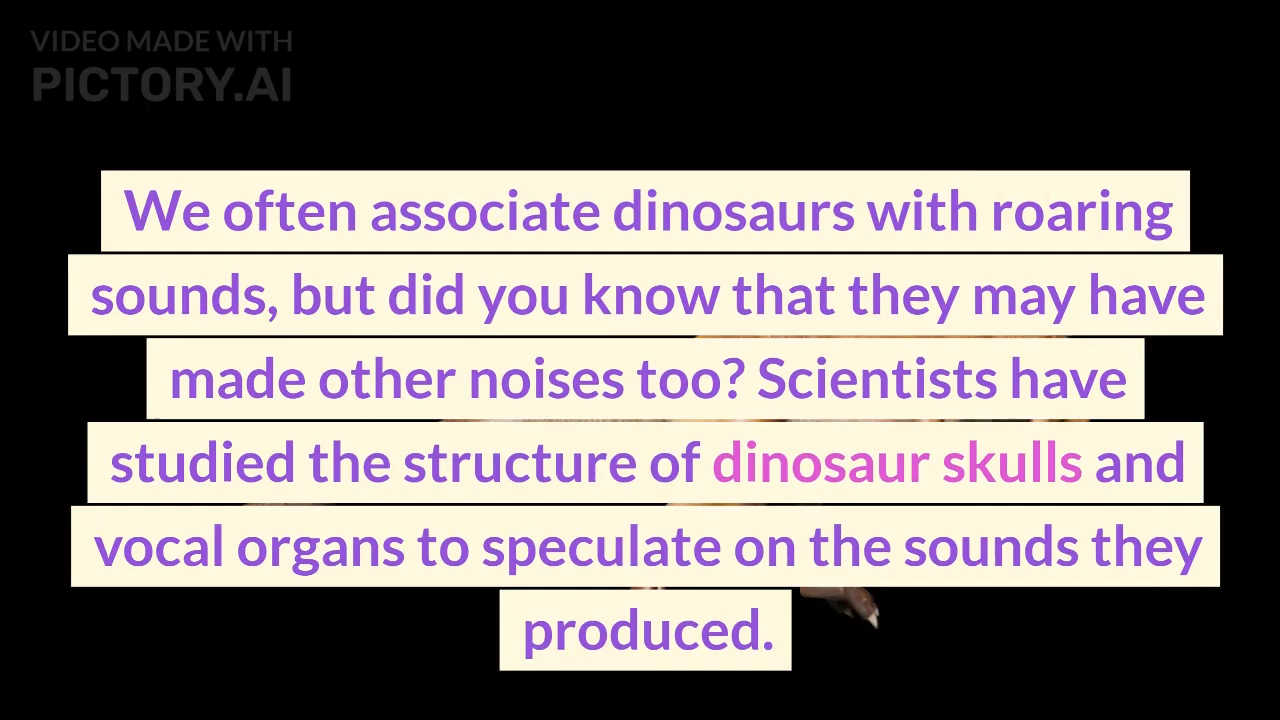 VIDEO MADE WITH
PICTORY.AI
We often associate dinosaurs with roaring
sounds, but did you know that they may have
made other noises too? Scientists have
studied the structure of dinosaur skulls and
vocal organs to speculate on the sounds they
produced.